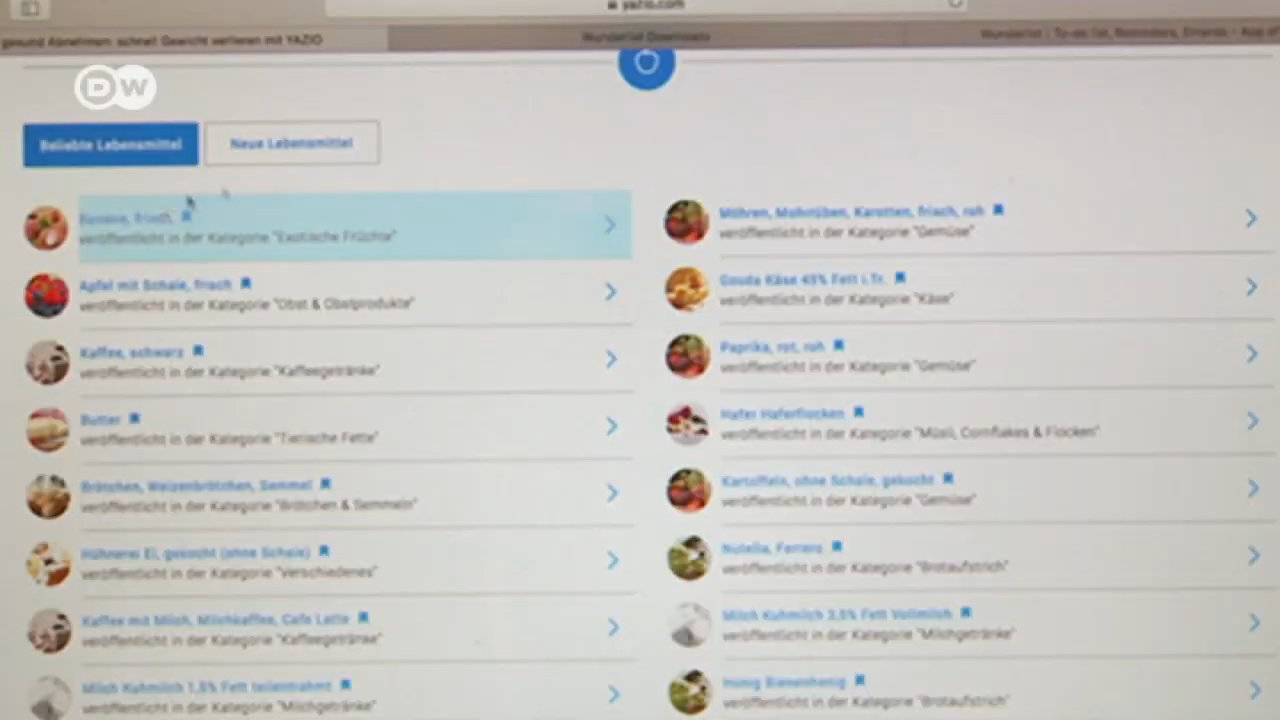 yazio.com
gesund Abnehmen: schnell Gewicht verlieren mit YAZIO
Wunderlist Downloads
Wunderlist | To-do list, Reminders, Errands - App of
DW
Beliebte Lebensmittel
Neue Lebensmittel
Banane, frisch
veröffentlicht in der Kategorie "Exotische Früchte"
Apfel mit Schale, frisch
veröffentlicht in der Kategorie "Obst & Obstprodukte"
Kaffee, schwarz
veröffentlicht in der Kategorie "Kaffeegetränke"
Butter
veröffentlicht in der Kategorie "Tierische Fette"
Brötchen, Weizenbrötchen, Semmel
veröffentlicht in der Kategorie "Brötchen & Semmeln"
Hühnerei Ei, gekocht (ohne Schale)
veröffentlicht in der Kategorie "Verschiedenes"
Kaffee mit Milch, Milchkaffee, Cafe Latte
veröffentlicht in der Kategorie "Kaffeegetränke"
Milch Kuhmilch 1,5% Fett teilentrahmt
veröffentlicht in der Kategorie "Milchgetränke"
Möhren, Mohrrüben, Karotten, frisch, roh
veröffentlicht in der Kategorie "Gemüse"
Gouda Käse 45% Fett i.Tr.
veröffentlicht in der Kategorie "Käse"
Paprika, rot, roh
veröffentlicht in der Kategorie "Gemüse"
Hafer Haferflocken
veröffentlicht in der Kategorie "Müsli, Cornflakes & Flocken"
Kartoffeln, ohne Schale, gekocht
veröffentlicht in der Kategorie "Gemüse"
Nutella, Ferrero
veröffentlicht in der Kategorie "Brotaufstrich"
Milch Kuhmilch 3,5% Fett Vollmilch
veröffentlicht in der Kategorie "Milchgetränke"
Honig Bienenhonig
veröffentlicht in der Kategorie "Brotaufstrich"